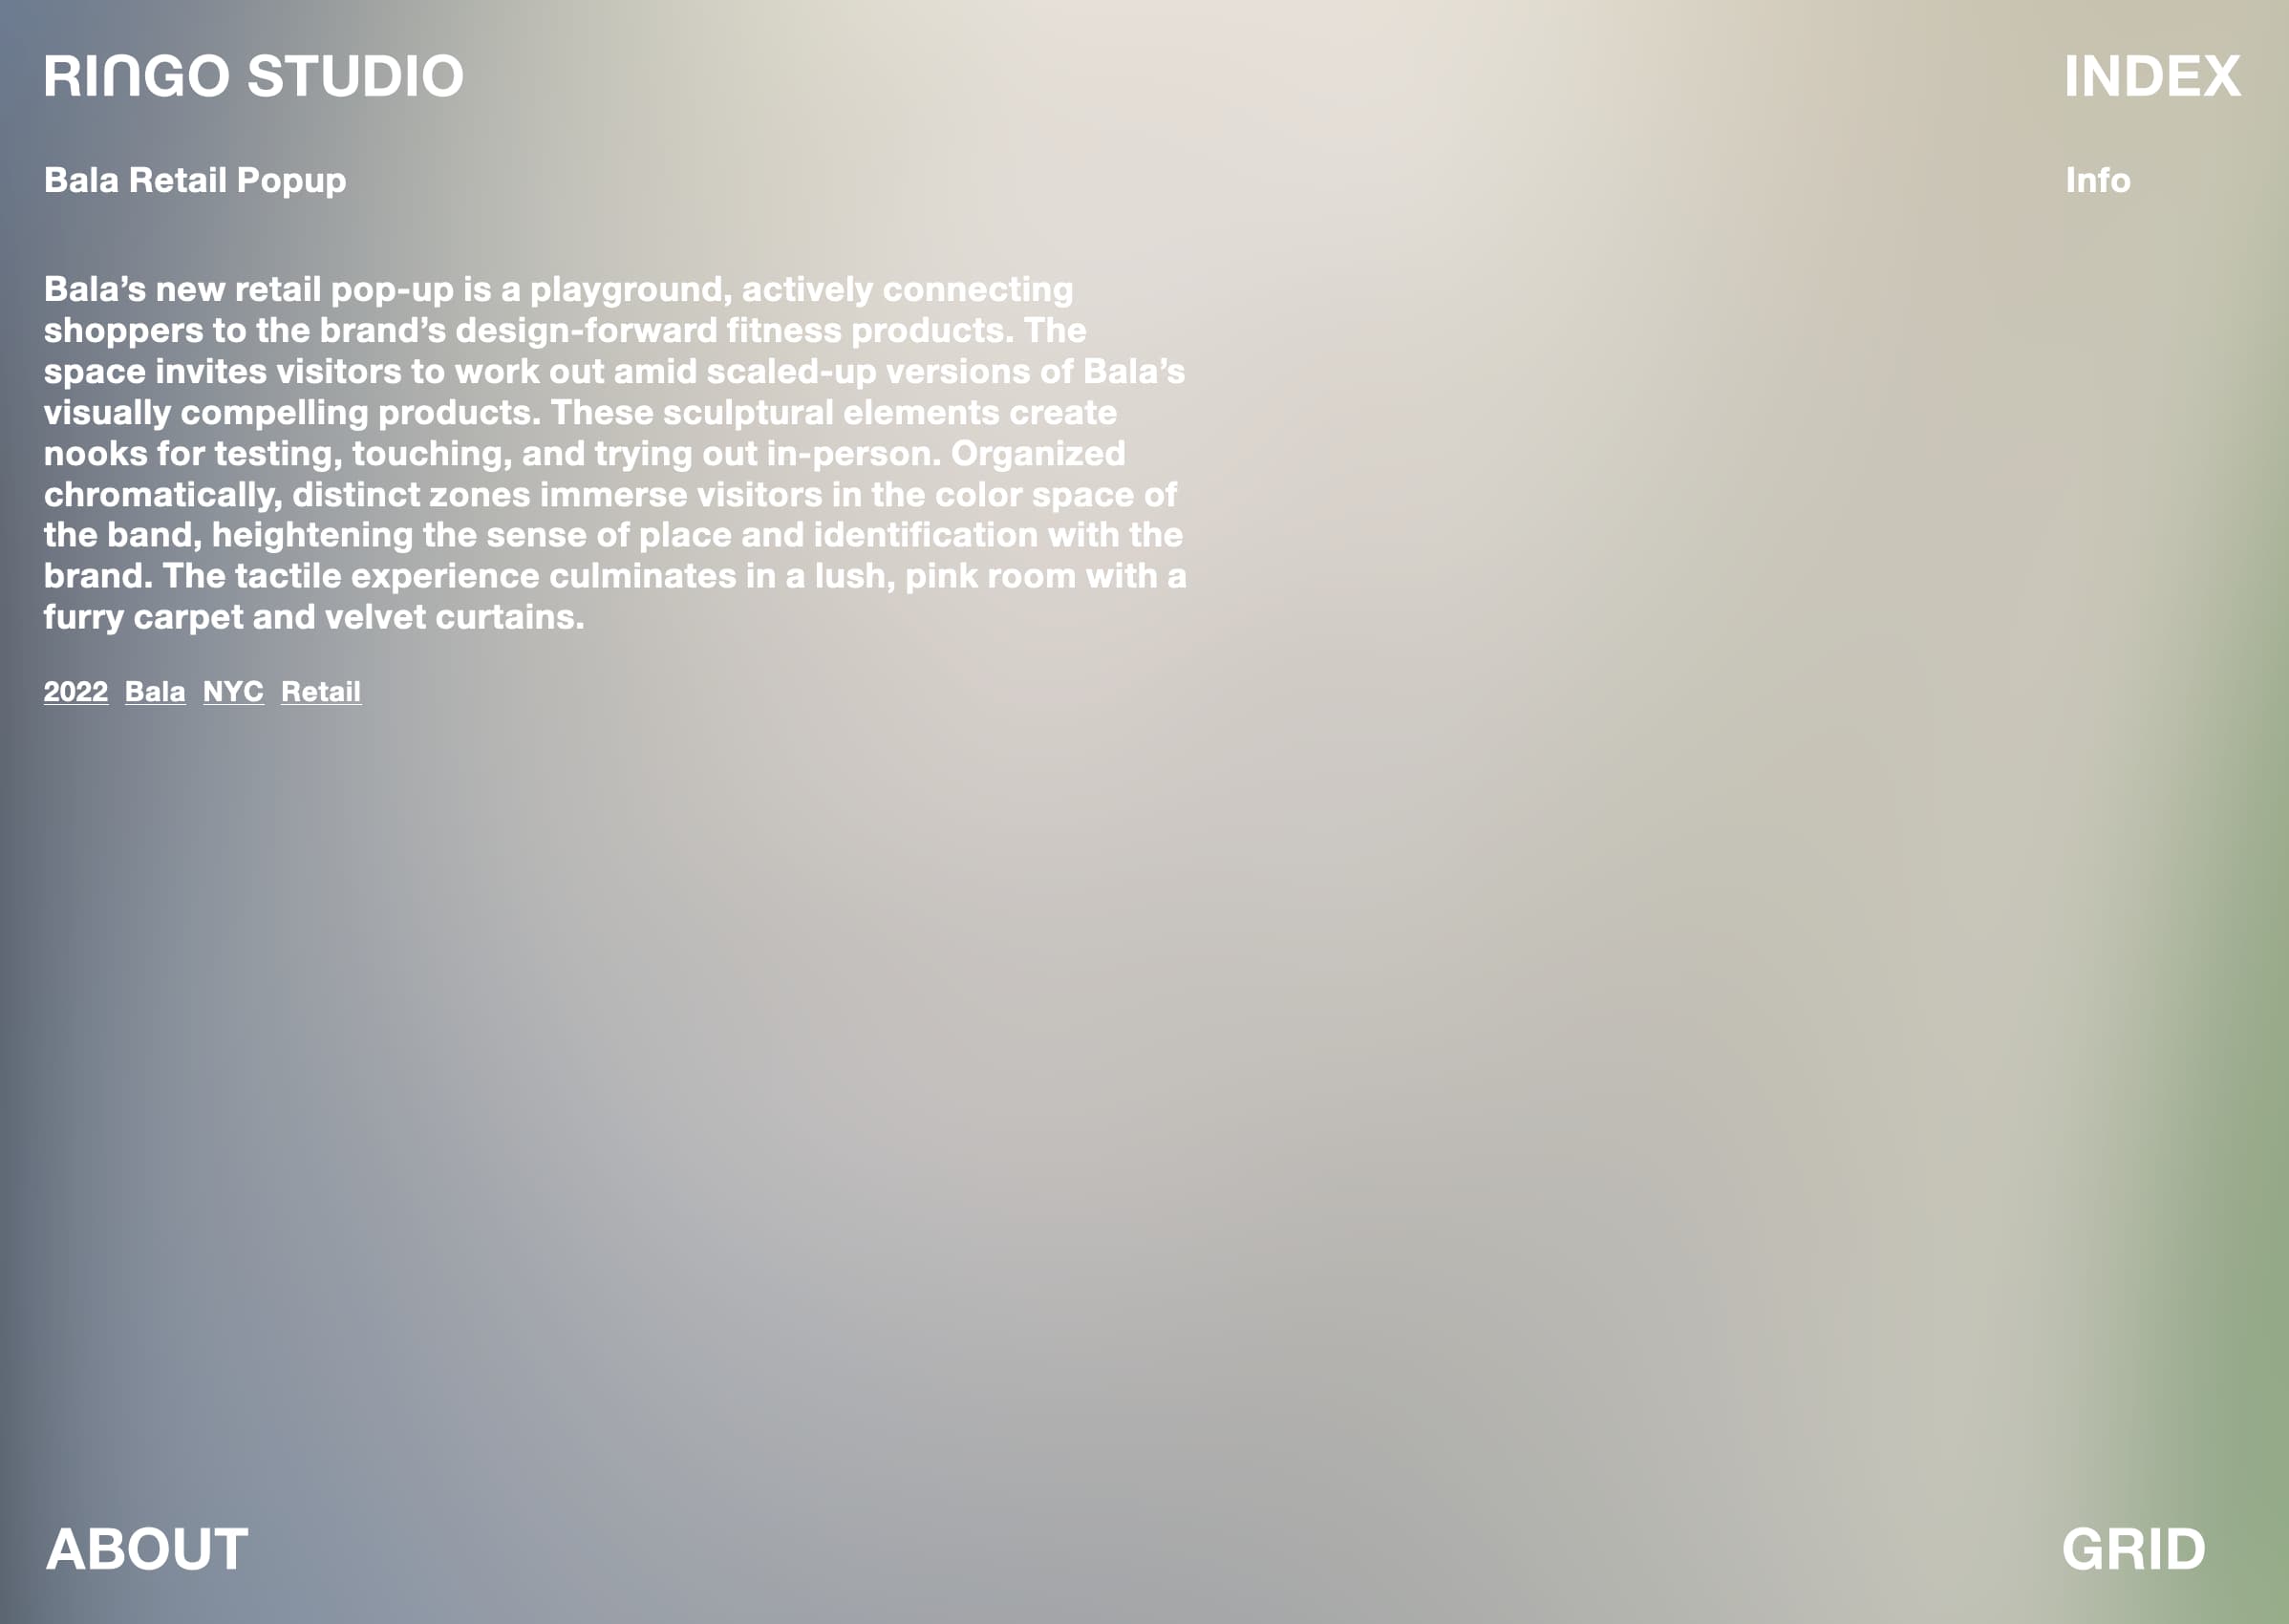 RINGO STUDIO
INDEX
Bala Retail Popup
Info
Bala’s new retail pop-up is a playground, actively connecting
shoppers to the brand’s design-forward fitness products. The
space invites visitors to work out amid scaled-up versions of Bala’s
visually compelling products. These sculptural elements create
nooks for testing, touching, and trying out in-person. Organized
chromatically, distinct zones immerse visitors in the color space of
the band, heightening the sense of place and identification with the
brand. The tactile experience culminates in a lush, pink room with a
furry carpet and velvet curtains.
2022 Bala NYC Retail
ABOUT
GRID